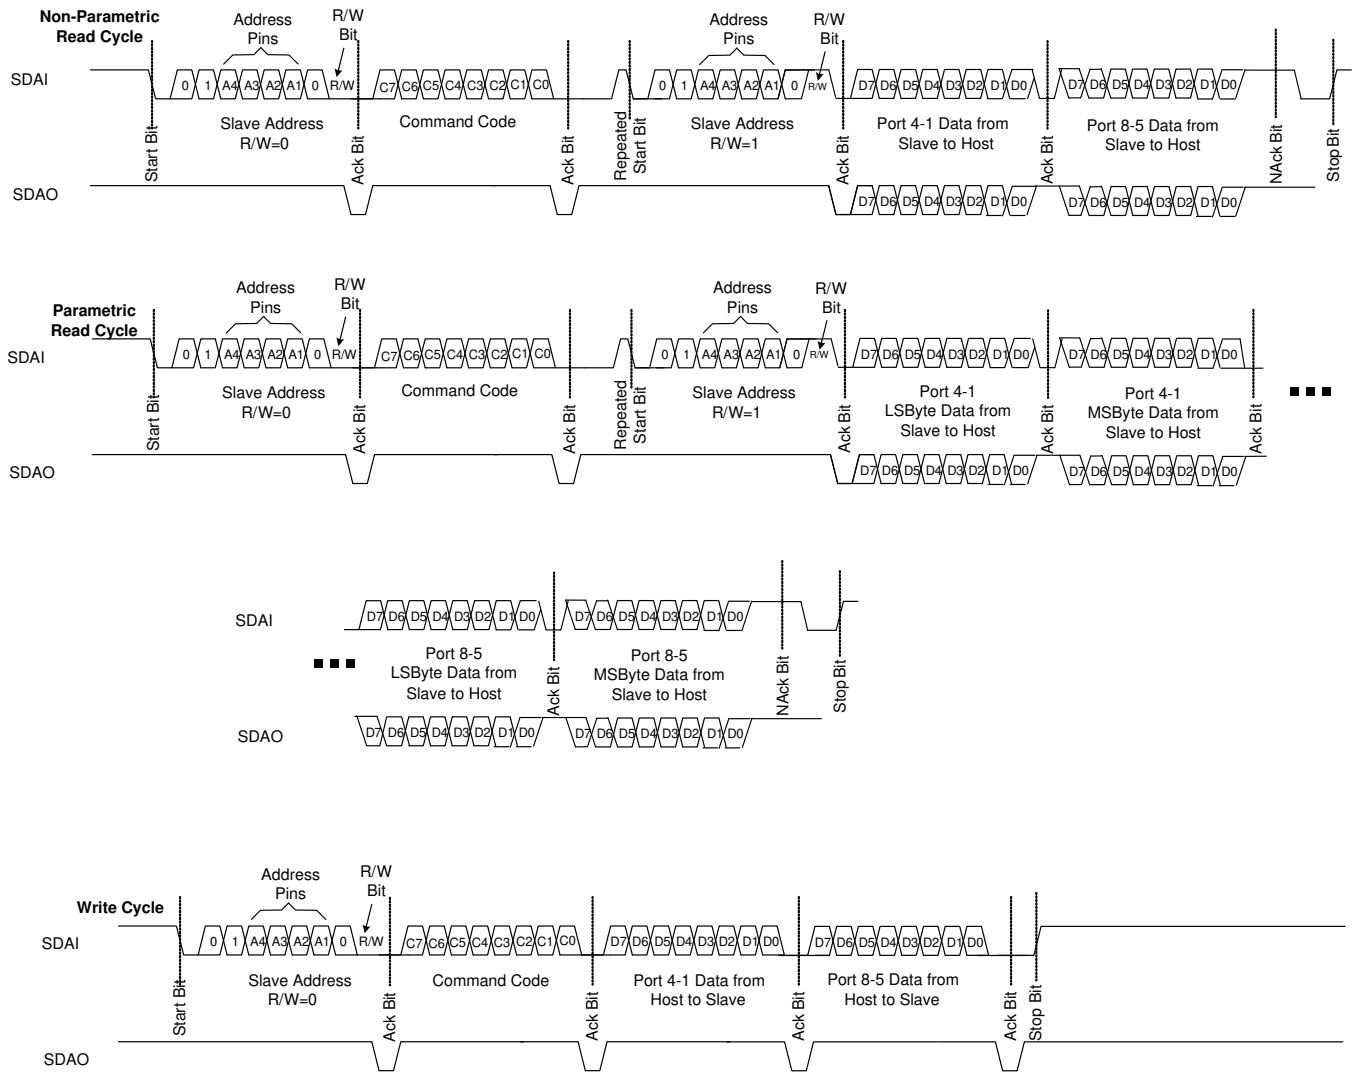 Non-Parametric
Read Cycle
Address
Pins
R/W
Bit
Address
Pins
R/W
Bit
SDAI
0 1 A4 A3 A2 A1 0 R/W C7 C6 C5 C4 C3 C2 C1 C0 0 1 A4 A3 A2 A1 0 R/W D7 D6 D5 D4 D3 D2 D1 D0 D7 D6 D5 D4 D3 D2 D1 D0
Start Bit
Slave Address
R/W=0
Ack Bit
Command Code
Ack Bit
Repeated
Start Bit
Slave Address
R/W=1
Ack Bit
Port 4-1 Data from
Slave to Host
Ack Bit
Port 8-5 Data from
Slave to Host
NAck Bit
Stop Bit
SDAO
D7 D6 D5 D4 D3 D2 D1 D0 D7 D6 D5 D4 D3 D2 D1 D0
Parametric
Read Cycle
Address
Pins
R/W
Bit
Address
Pins
R/W
Bit
SDAI
0 1 A4 A3 A2 A1 0 R/W C7 C6 C5 C4 C3 C2 C1 C0 0 1 A4 A3 A2 A1 0 R/W D7 D6 D5 D4 D3 D2 D1 D0 D7 D6 D5 D4 D3 D2 D1 D0
Start Bit
Slave Address
R/W=0
Ack Bit
Command Code
Ack Bit
Repeated
Start Bit
Slave Address
R/W=1
Ack Bit
Port 4-1
LSByte Data from
Slave to Host
Ack Bit
Port 4-1
MSByte Data from
Slave to Host
Ack Bit
SDAO
D7 D6 D5 D4 D3 D2 D1 D0 D7 D6 D5 D4 D3 D2 D1 D0
SDAI
D7 D6 D5 D4 D3 D2 D1 D0 D7 D6 D5 D4 D3 D2 D1 D0
Port 8-5
LSByte Data from
Slave to Host
Ack Bit
Port 8-5
MSByte Data from
Slave to Host
NAck Bit
Stop Bit
SDAO
D7 D6 D5 D4 D3 D2 D1 D0 D7 D6 D5 D4 D3 D2 D1 D0
Write Cycle
Address
Pins
R/W
Bit
SDAI
0 1 A4 A3 A2 A1 0 R/W C7 C6 C5 C4 C3 C2 C1 C0 D7 D6 D5 D4 D3 D2 D1 D0 D7 D6 D5 D4 D3 D2 D1 D0
Start Bit
Slave Address
R/W=0
Ack Bit
Command Code
Ack Bit
Port 4-1 Data from
Host to Slave
Ack Bit
Port 8-5 Data from
Host to Slave
Ack Bit
Stop Bit
SDAO